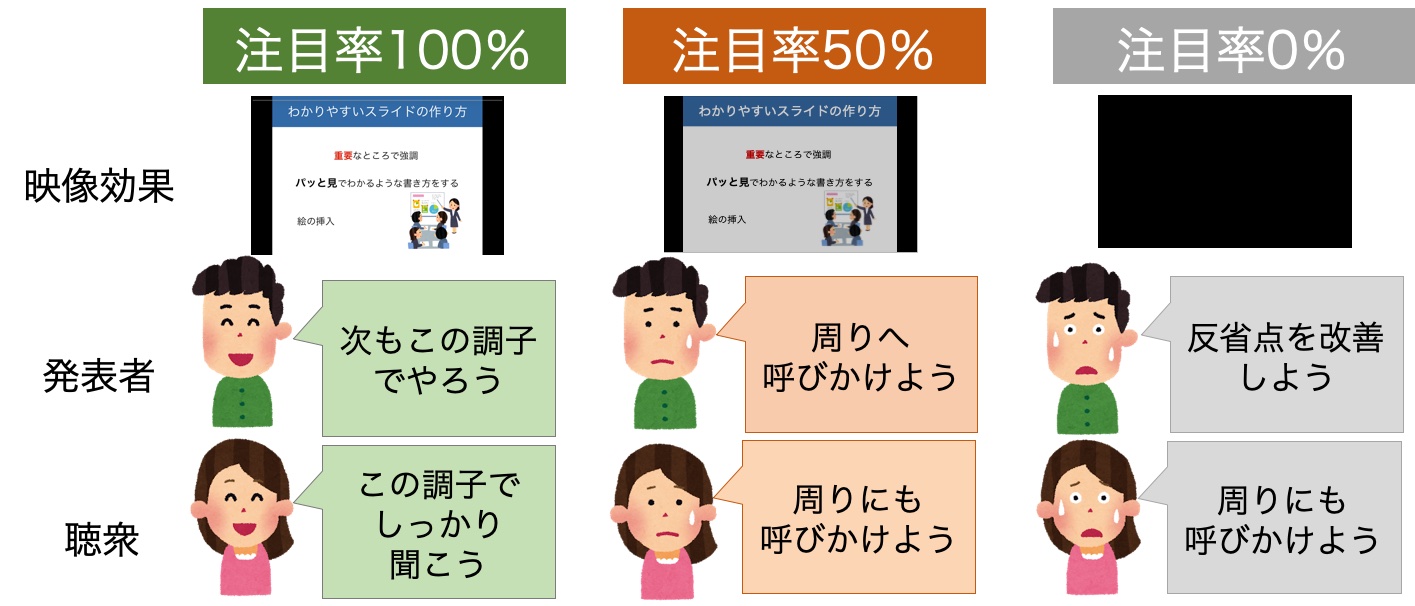 注目率100%
注目率50%
注目率0%
映像効果
わかりやすいスライドの作り方
重要なところで強調
パッと見でわかるような書き方をする
絵の挿入
わかりやすいスライドの作り方
重要なところで強調
パッと見でわかるような書き方をする
絵の挿入
発表者
次もこの調子
でやろう
周りへ
呼びかけよう
反省点を改善
しよう
聴衆
この調子で
しっかり
聞こう
周りにも
呼びかけよう
周りにも
呼びかけよう